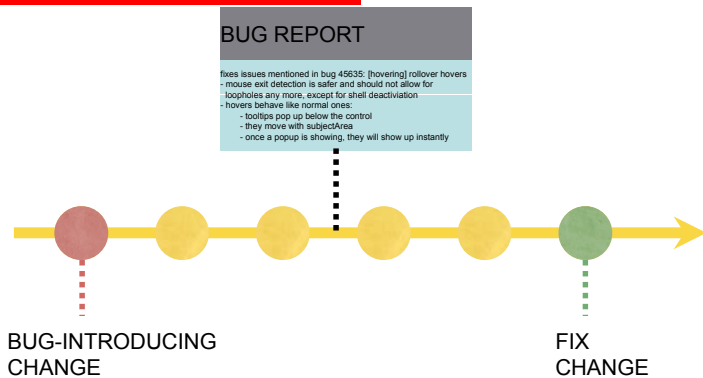 BUG REPORT
fixes issues mentioned in bug 45635: [hovering] rollover hovers
- mouse exit detection is safer and should not allow for
loopholes any more, except for shell deactiviation
- hovers behave like normal ones:
- tooltips pop up below the control
- they move with subjectArea
- once a popup is showing, they will show up instantly
BUG-INTRODUCING
CHANGE
FIX
CHANGE